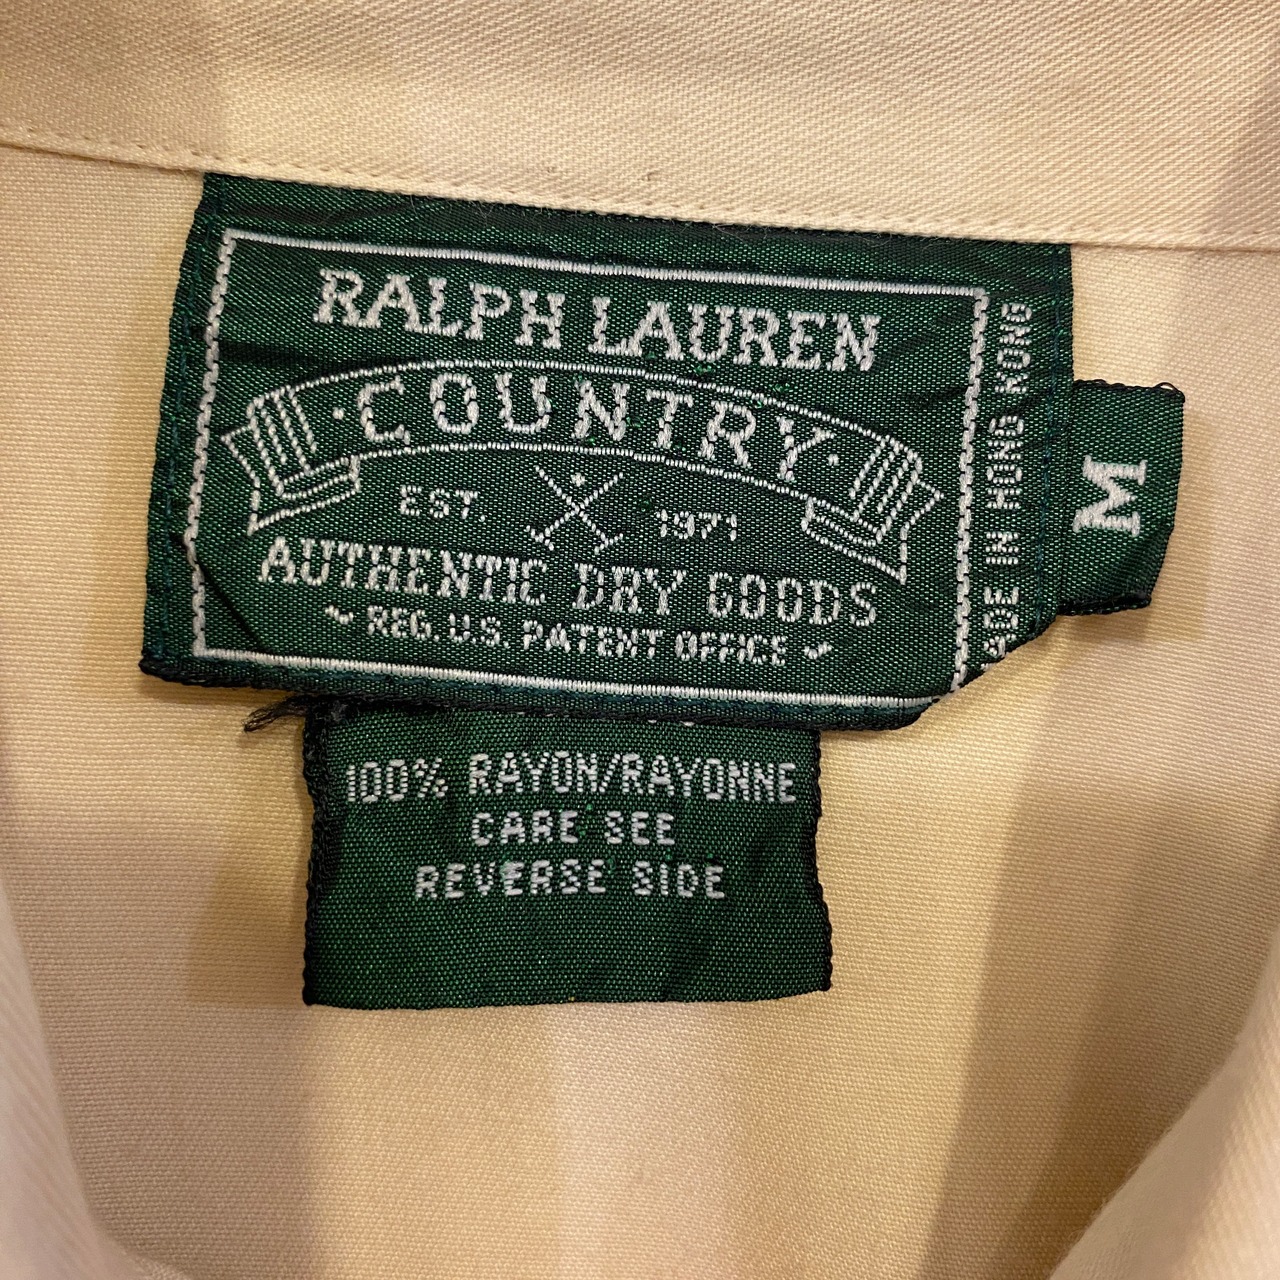 RALPH LAUREN
·COUNTRY·
EST. 1971
AUTHENTIC DRY GOODS
REG. U.S. PATENT OFFICE
MADE IN HONG KONG
M
100% RAYON/RAYONNE
CARE SEE
REVERSE SIDE